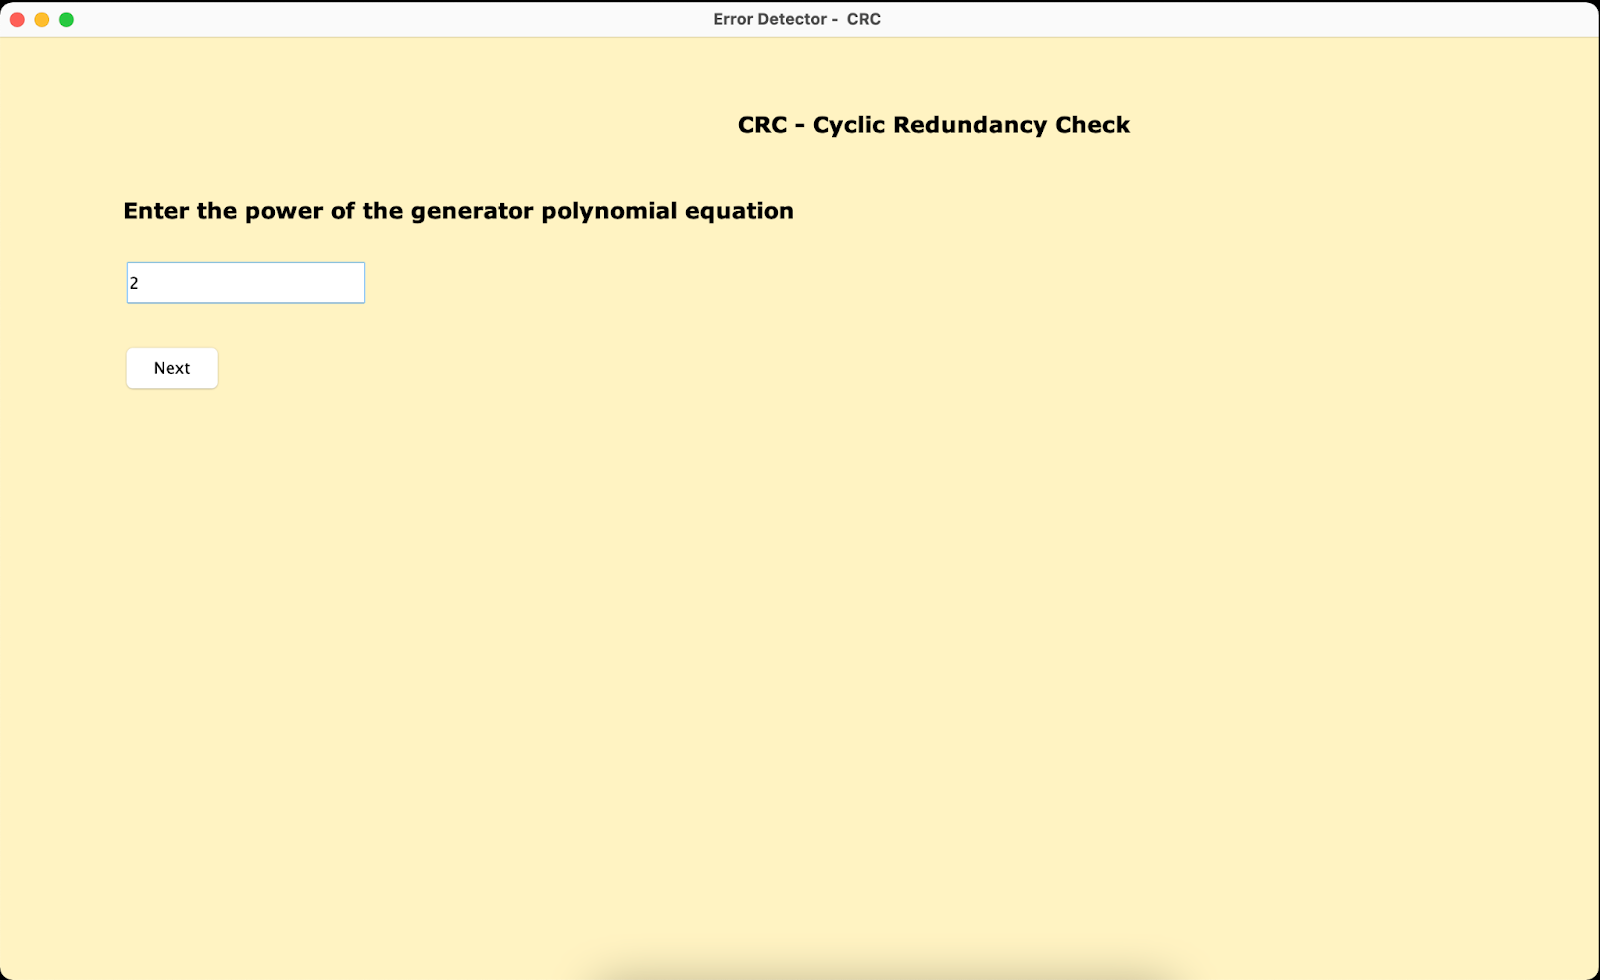 Error Detector -  CRC
CRC - Cyclic Redundancy Check
Enter the power of the generator polynomial equation
2
Next